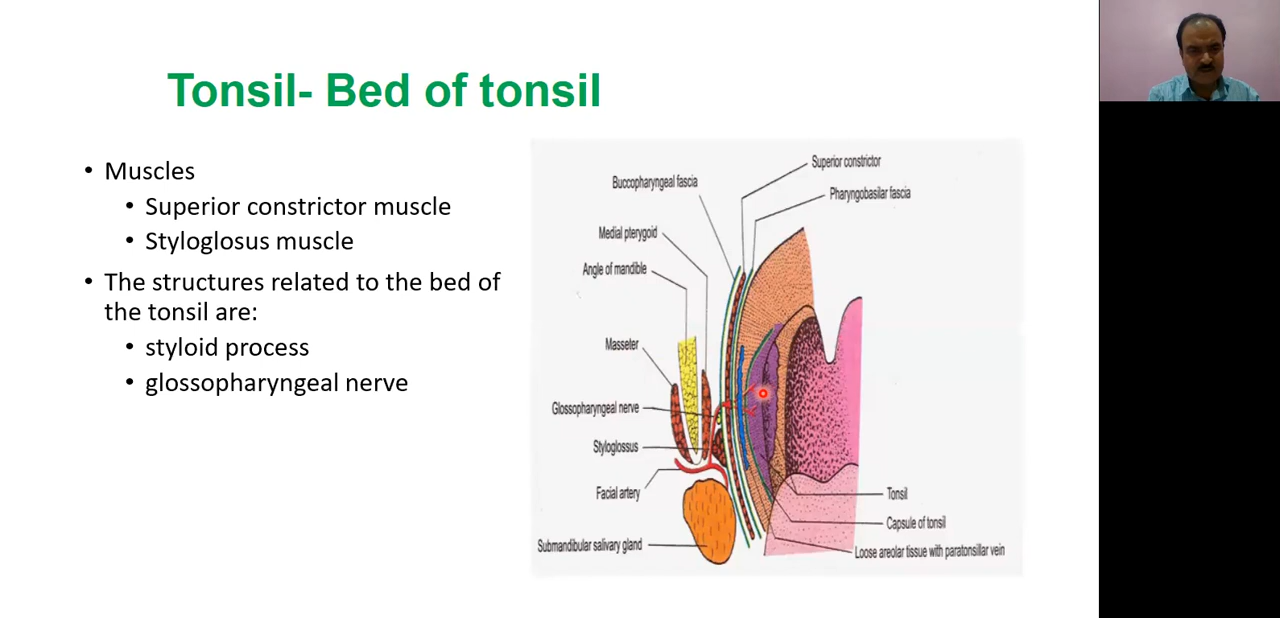 Tonsil- Bed of tonsil
• Muscles
• Superior constrictor muscle
• Styloglosus muscle
• The structures related to the bed of
the tonsil are:
• styloid process
• glossopharyngeal nerve
Superior constrictor
Buccopharyngeal fascia
Pharyngobasilar fascia
Medial pterygoid
Angle of mandible
Masseter
Glossopharyngeal nerve
Styloglossus
Facial artery
Submandibular salivary gland
Tonsil
Capsule of tonsil
Loose areolar tissue with paratonsillar vein